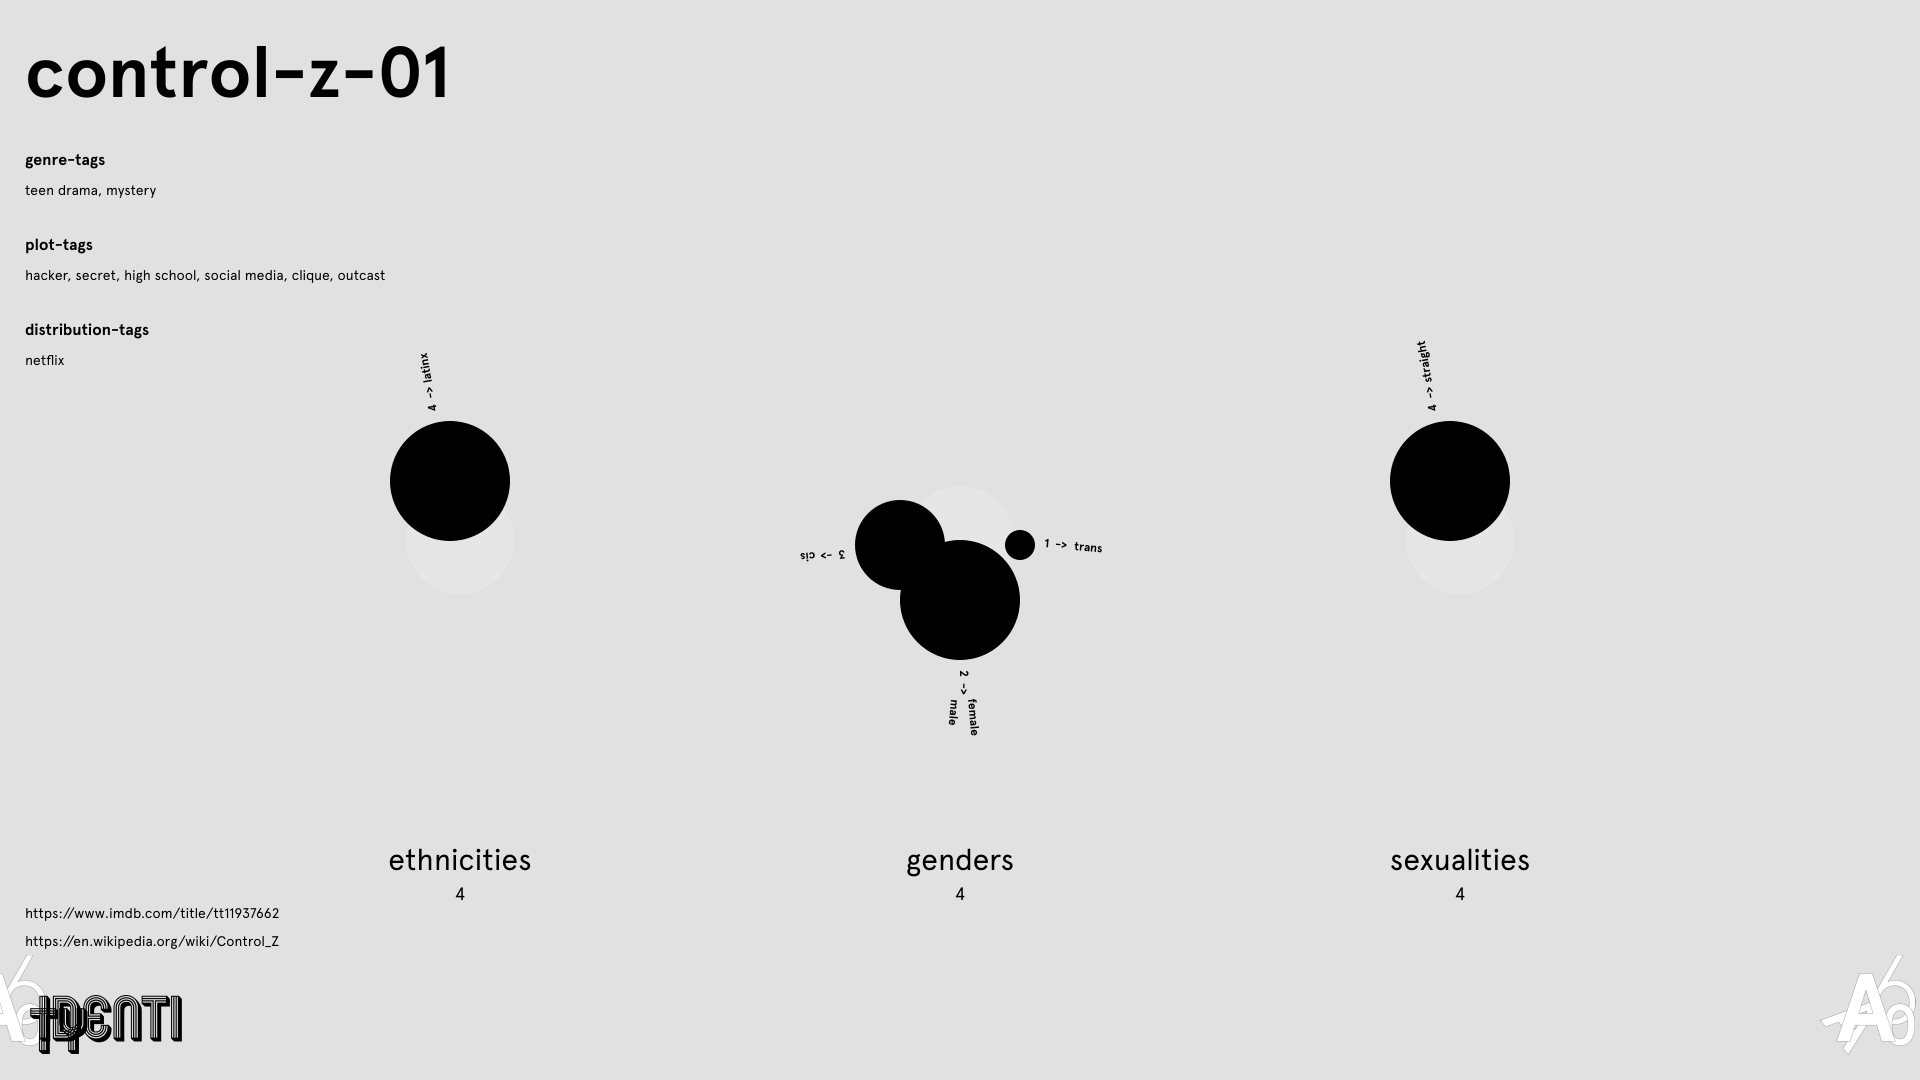 control-z-01
genre-tags
teen drama, mystery
plot-tags
hacker, secret, high school, social media, clique, outcast
distribution-tags
netflix
4 -> latinx
3 -> cis
1 -> trans
2 -> female
male
4 -> straight
ethnicities
4
genders
4
sexualities
4
https://www.imdb.com/title/tt11937662
https://en.wikipedia.org/wiki/Control_Z
IDENTI